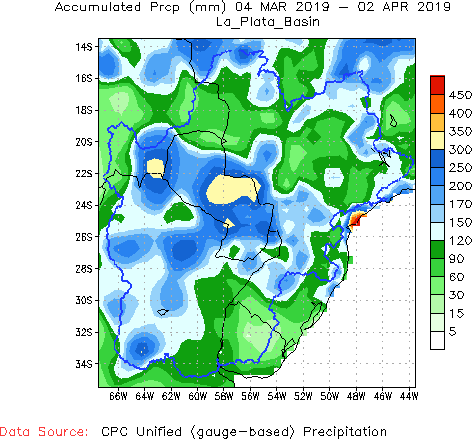 Accumulated Prcp (mm) 04 MAR 2019 – 02 APR 2019
La_Plata_Basin
14S
16S
18S
20S
22S
24S
26S
28S
30S
32S
34S
66W 64W 62W 60W 58W 56W 54W 52W 50W 48W 46W 44W
450
400
350
300
250
200
170
150
120
90
60
30
15
5
Data Source: CPC Unified (gauge-based) Precipitation